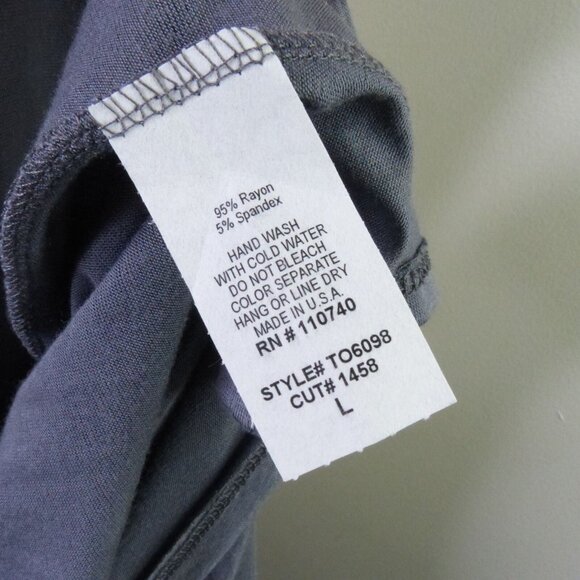 95% Rayon
5% Spandex
HAND WASH
WITH COLD WATER
DO NOT BLEACH
COLOR SEPARATE
HANG OR LINE DRY
MADE IN U.S.A.
RN # 110740
STYLE# TO6098
CUT# 1458
L